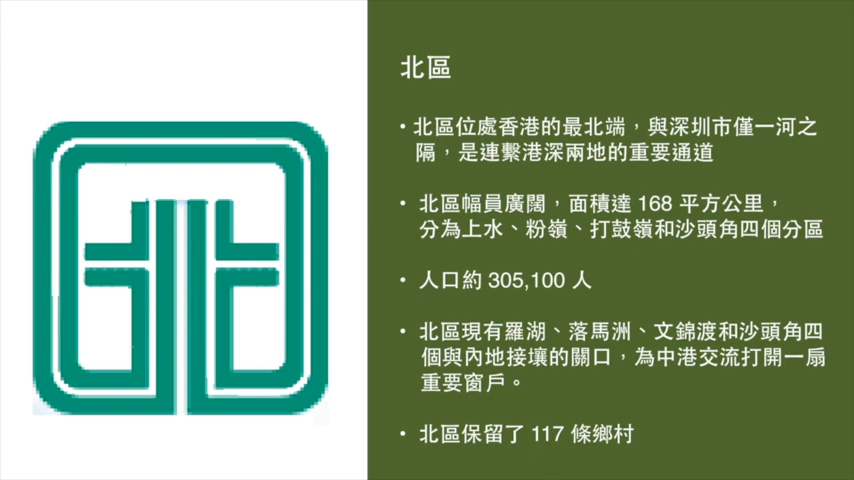 北區
• 北區位處香港的最北端，與深圳市僅一河之
隔，是連繫港深兩地的重要通道
• 北區幅員廣闊，面積達 168 平方公里，
分為上水、粉嶺、打鼓嶺和沙頭角四個分區
• 人口約 305,100 人
• 北區現有羅湖、落馬洲、文錦渡和沙頭角四
個與內地接壤的關口，為中港交流打開一扇
重要窗戶。
• 北區保留了 117 條鄉村